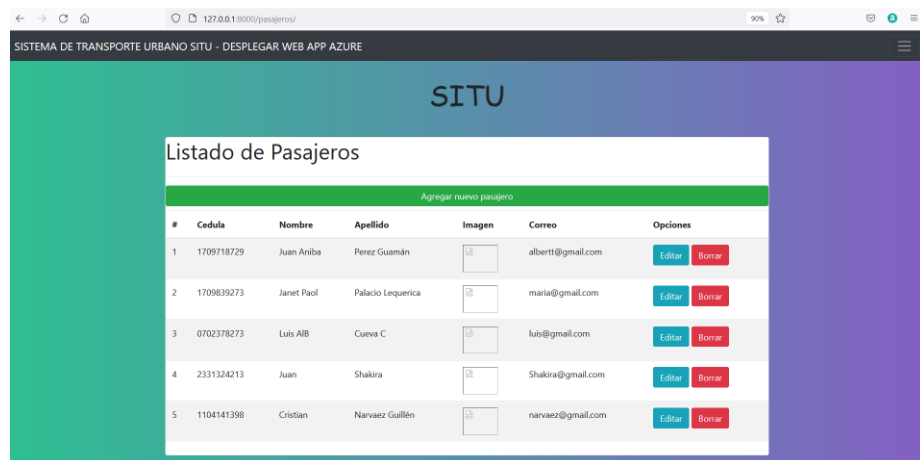 127.0.0.1:8000/pasajeros/
90%
SISTEMA DE TRANSPORTE URBANO SITU - DESPLEGAR WEB APP AZURE
SITU
Listado de Pasajeros
Agregar nuevo pasajero
# Cedula Nombre Apellido Imagen Correo Opciones
1 1709718729 Juan Aniba Perez Guamán albertt@gmail.com Editar Borrar
2 1709839273 Janet Paol Palacio Lequerica maria@gmail.com Editar Borrar
3 0702378273 Luis AlB Cueva C luis@gmail.com Editar Borrar
4 2331324213 Juan Shakira Shakira@gmail.com Editar Borrar
5 1104141398 Cristian Narvaez Guillén narvaez@gmail.com Editar Borrar